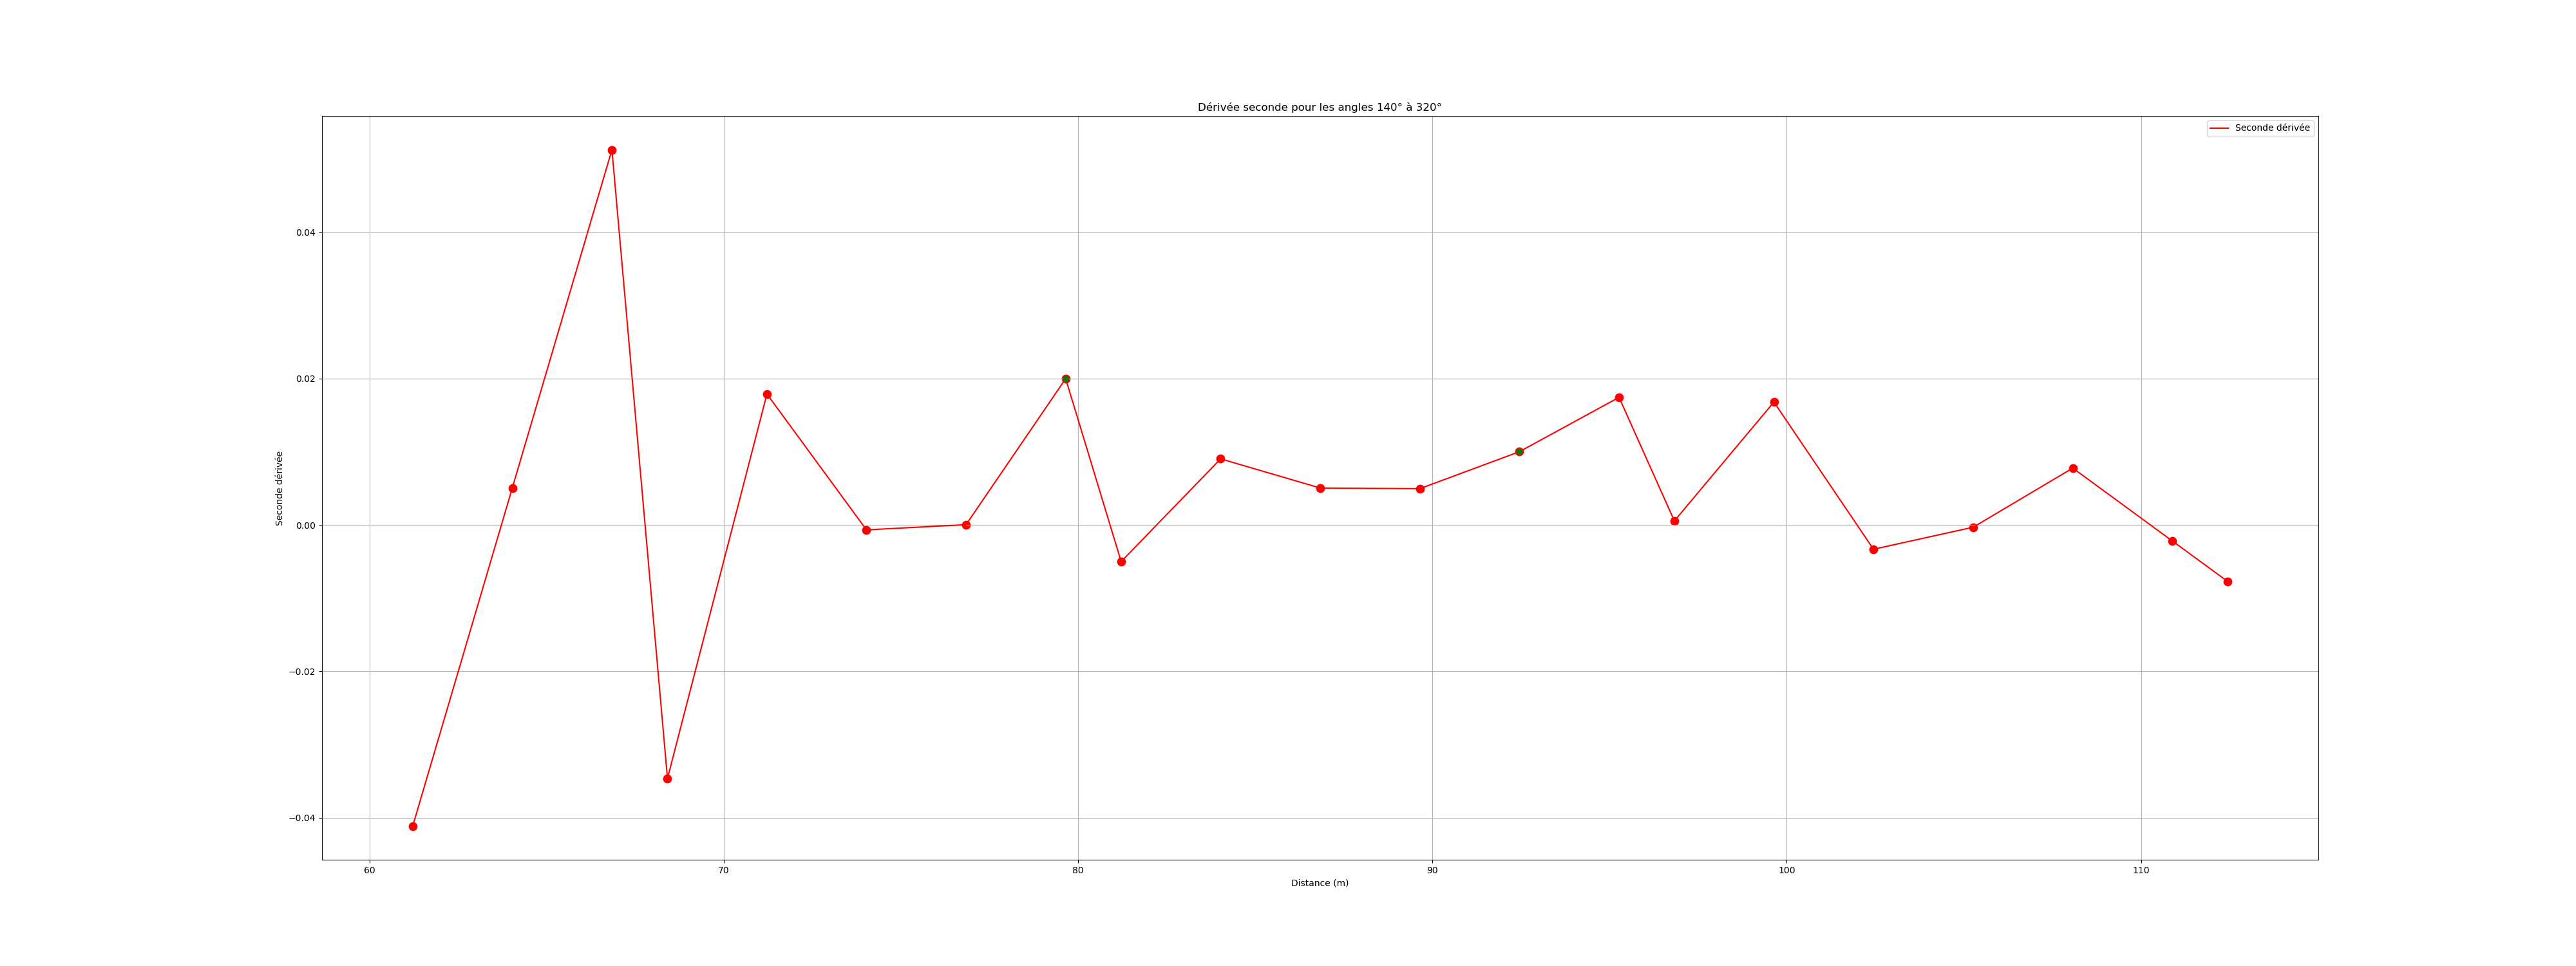 Dérivée seconde pour les angles 140° à 320°
Seconde dérivée
0.04
0.02
0.00
−0.02
−0.04
Seconde dérivée
60
70
80
90
100
110
Distance (m)